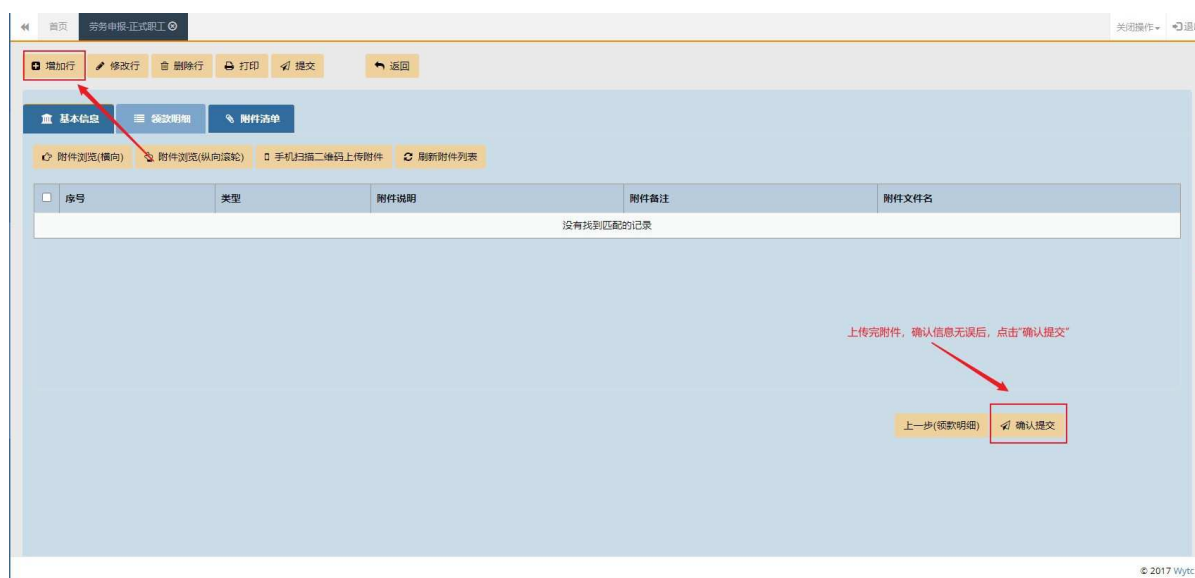 首页 劳务申报-正式职工 关闭操作
增加行 修改行 删除行 打印 提交 返回
基本信息 领款明细 附件清单
附件浏览(横向) 附件浏览(纵向滚轮) 手机扫描二维码上传附件 刷新附件列表
序号 类型 附件说明 附件备注 附件文件名
没有找到匹配的记录
上传完附件，确认信息无误后，点击"确认提交"
上一步(领款明细) 确认提交
© 2017 Wytc